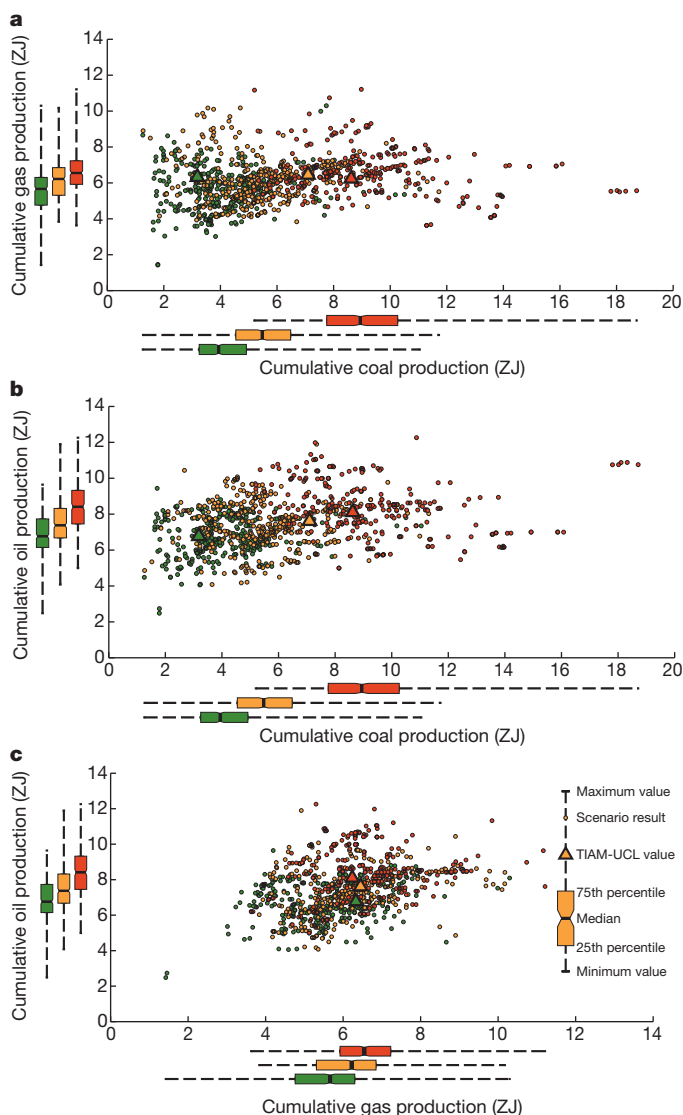 a
Cumulative gas production (ZJ)
14
12
10
8
6
4
2
0
0 2 4 6 8 10 12 14 16 18 20
Cumulative coal production (ZJ)
b
Cumulative oil production (ZJ)
14
12
10
8
6
4
2
0
0 2 4 6 8 10 12 14 16 18 20
Cumulative coal production (ZJ)
c
Cumulative oil production (ZJ)
14
12
10
8
6
4
2
0
0 2 4 6 8 10 12 14
Cumulative gas production (ZJ)
Maximum value
Scenario result
TIAM-UCL value
75th percentile
Median
25th percentile
Minimum value